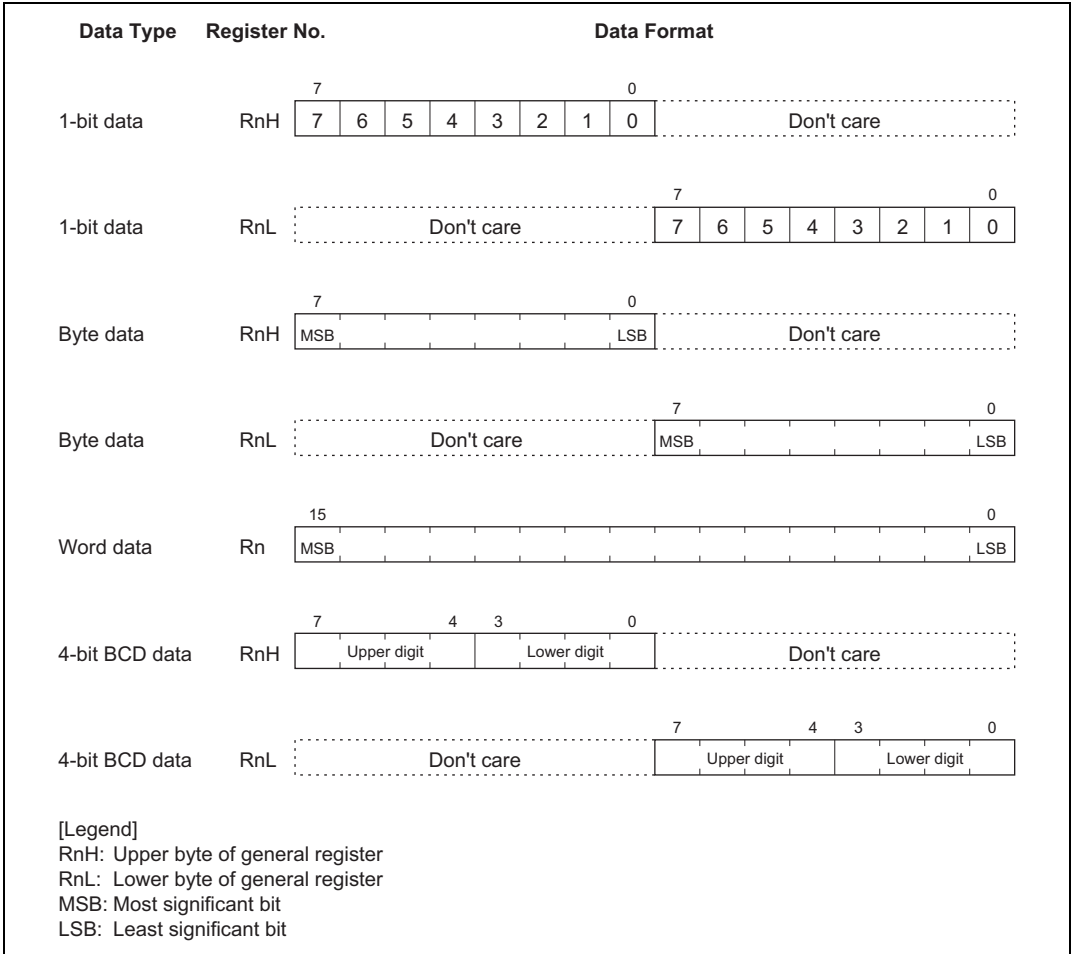 Data Type Register No. Data Format
7 0
1-bit data RnH 7 6 5 4 3 2 1 0 Don't care
7 0
1-bit data RnL Don't care 7 6 5 4 3 2 1 0
7 0
Byte data RnH MSB LSB Don't care
7 0
Byte data RnL Don't care MSB LSB
15 0
Word data Rn MSB LSB
7 4 3 0
4-bit BCD data RnH Upper digit Lower digit Don't care
7 4 3 0
4-bit BCD data RnL Don't care Upper digit Lower digit
[Legend]
RnH: Upper byte of general register
RnL: Lower byte of general register
MSB: Most significant bit
LSB: Least significant bit